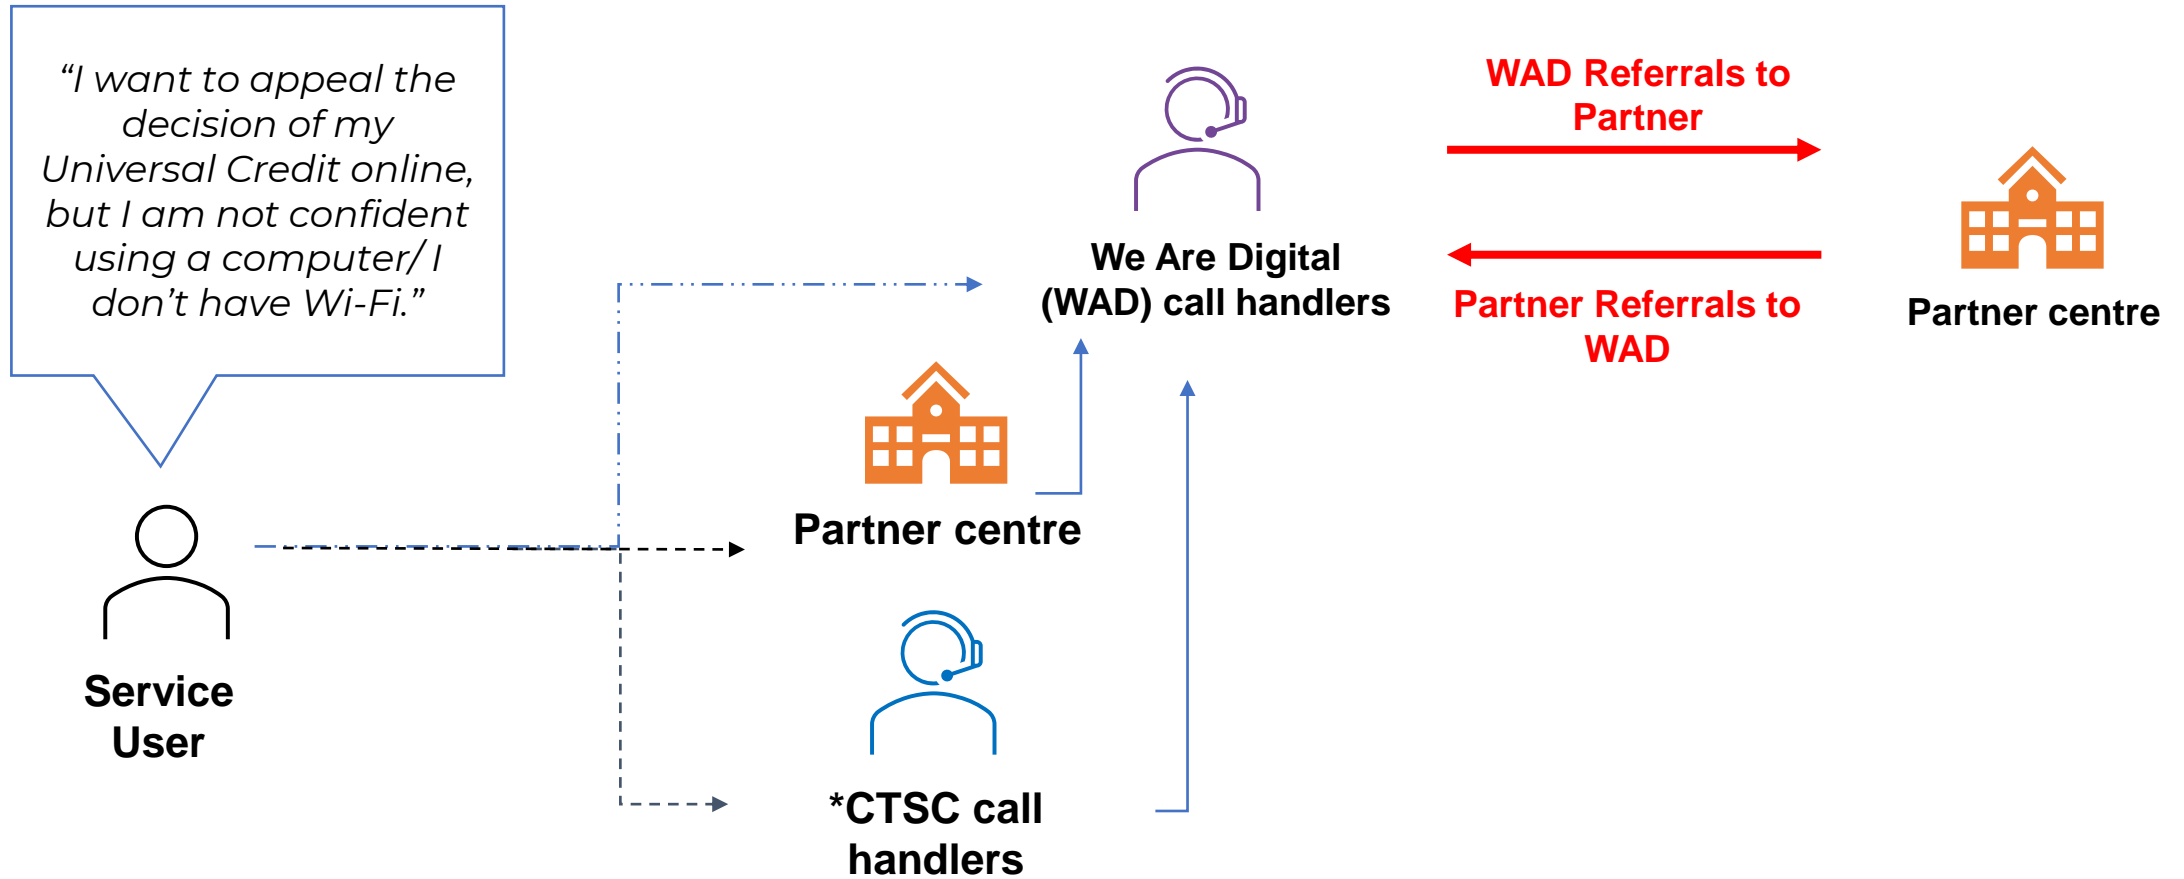 “I want to appeal the
decision of my
Universal Credit online,
but I am not confident
using a computer/ I
don’t have Wi-Fi.”
Service
User
We Are Digital
(WAD) call handlers
Partner centre
*CTSC call
handlers
WAD Referrals to
Partner
Partner Referrals to
WAD
Partner centre